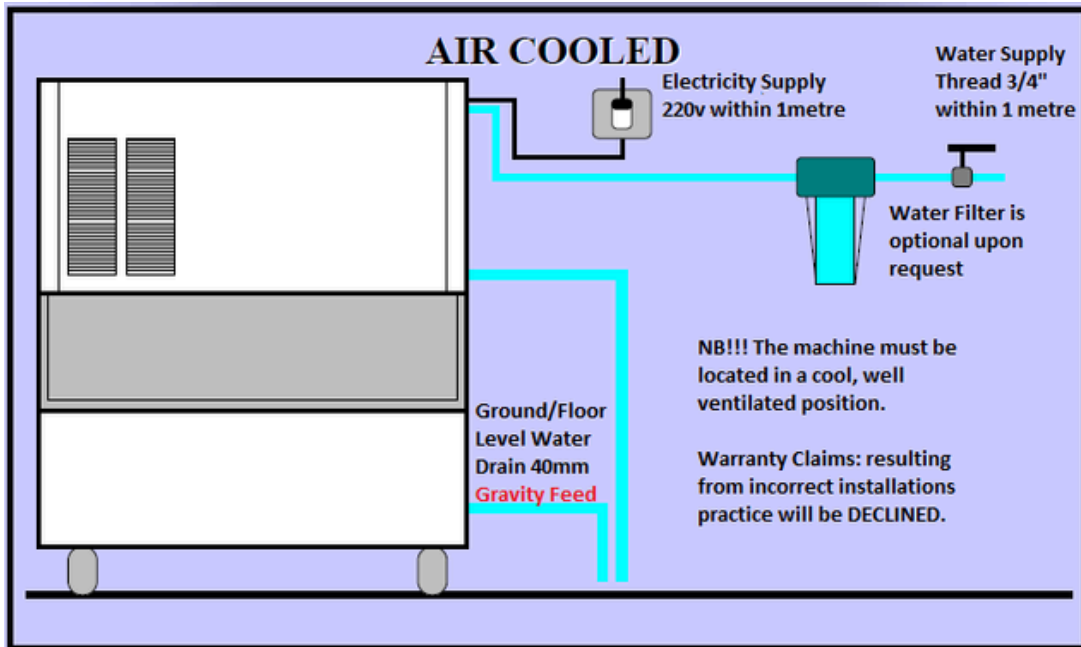 AIR COOLED
Electricity Supply
220v within 1metre
Water Supply
Thread 3/4"
within 1 metre
Water Filter is
optional upon
request
NB!!! The machine must be
located in a cool, well
ventilated position.
Ground/Floor
Level Water
Drain 40mm
Gravity Feed
Warranty Claims: resulting
from incorrect installations
practice will be DECLINED.